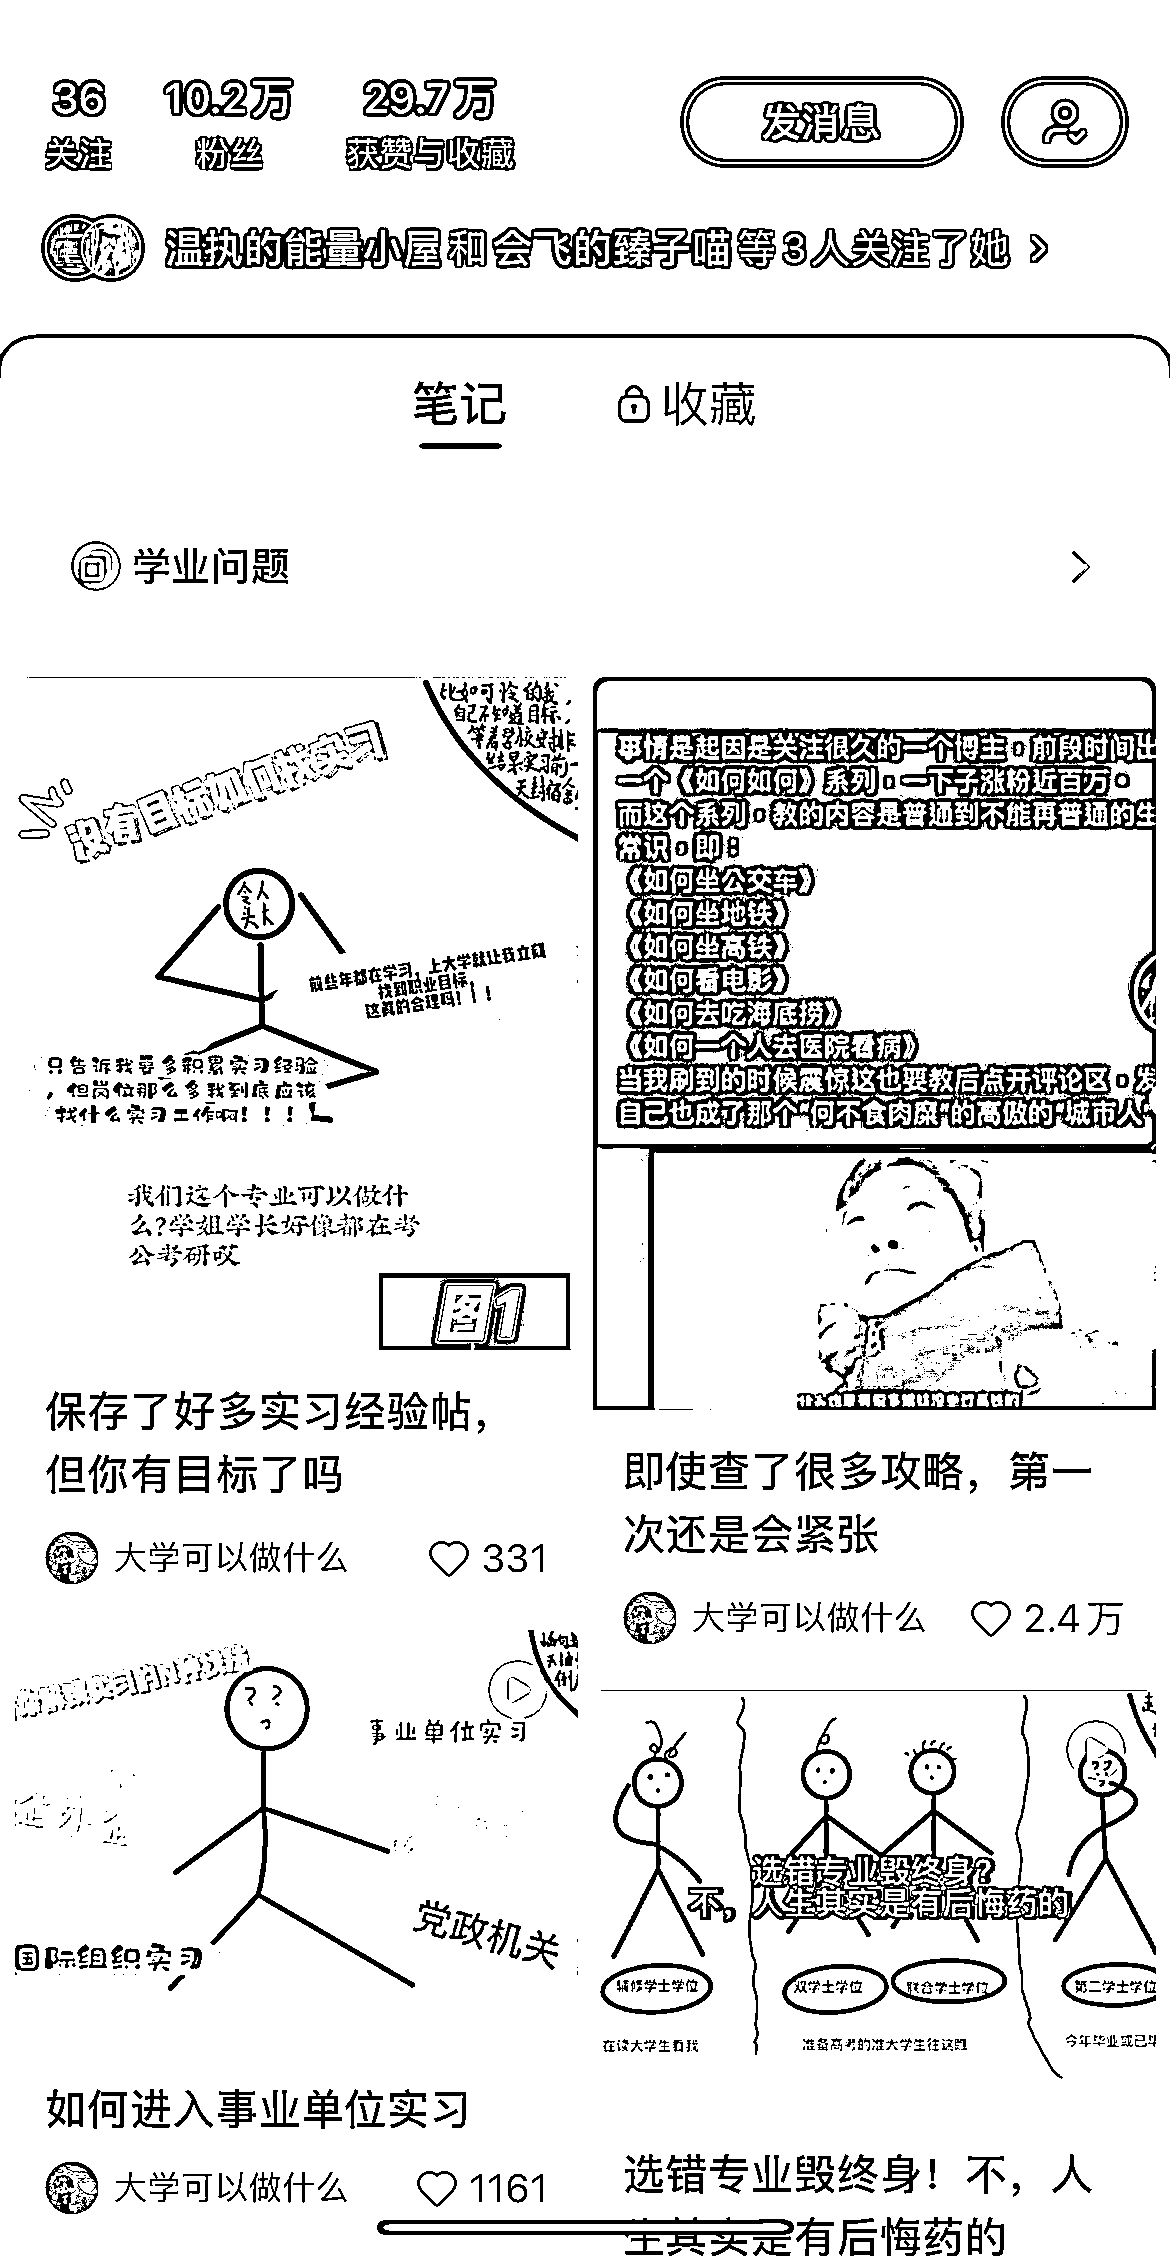 36 10.2万 29.7万
关注 粉丝 获赞与收藏
发消息
温执的能量小屋 和 会飞的臻子喵 等 3 人关注了她
笔记 收藏
学业问题
比如可怜的我,
自己不知道目标,
等着学校安排
结果实习前一
天封宿舍
没有目标如何找实习
令人
头大
前些年都在学习，上大学就让我立马
找到职业目标，
这真的合理吗！！！
只告诉我要多积累实习经验
，但岗位那么多我到底应该
找什么实习工作啊！！！
我们这个专业可以做什
么?学姐学长好像都在考
公考研哎
图1
保存了好多实习经验帖，
但你有目标了吗
大学可以做什么 331
事情是起因是关注很久的一个博主。前段时间出
一个《如何如何》系列。一下子涨粉近百万。
而这个系列。教的内容是普通到不能再普通的生
常识。即：
《如何坐公交车》
《如何坐地铁》
《如何坐高铁》
《如何看电影》
《如何去吃海底捞》
《如何一个人去医院看病》
当我刷到的时候震惊这也要教后点开评论区。发
自己也成了那个“何不食肉糜”的高傲的“城市人”
即使查了很多攻略，第一
次还是会紧张
大学可以做什么 2.4万
? ?
事业单位实习
党政机关
国际组织实习
如何进入事业单位实习
大学可以做什么 1161
选错专业毁终身？
不，人生其实是有后悔药的
辅修学士学位 双学士学位 联合学士学位 第二学士学位
在读大学生看我 准备高考的准大学生往这瞧 今年毕业或已毕
选错专业毁终身！不，人
生其实是有后悔药的